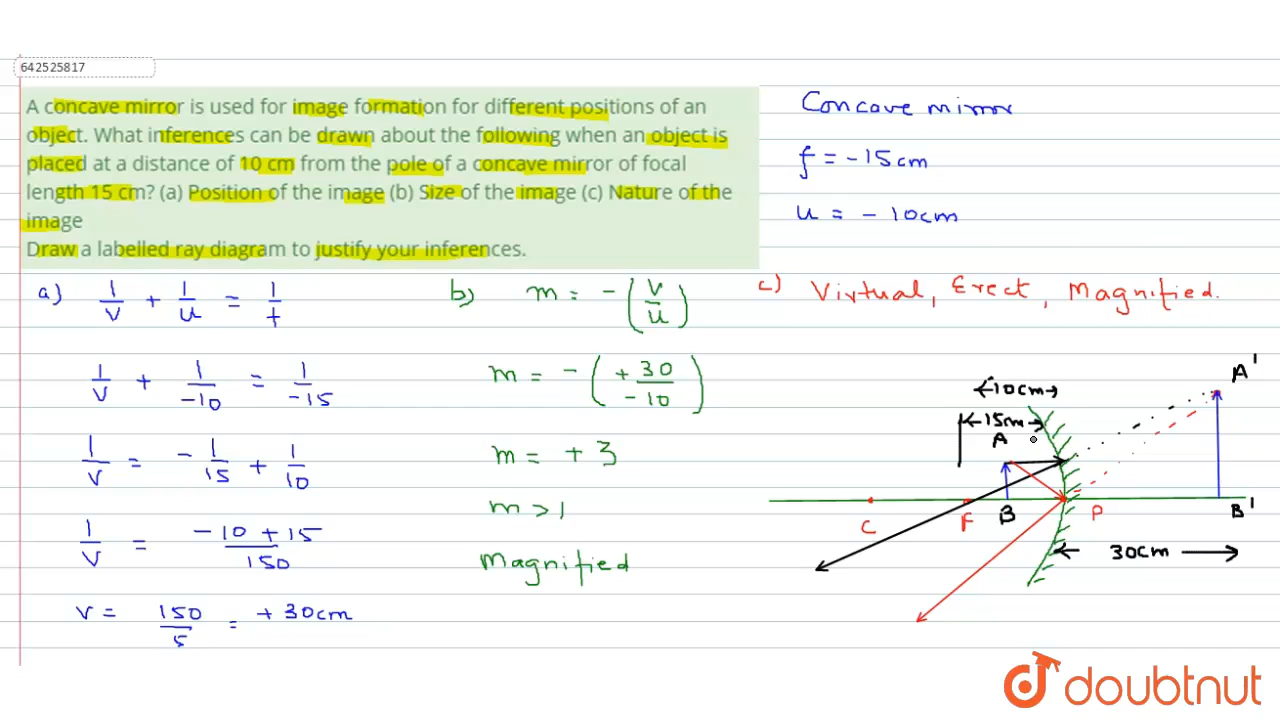 642525817
A concave mirror is used for image formation for different positions of an
object. What inferences can be drawn about the following when an object is
placed at a distance of 10 cm from the pole of a concave mirror of focal
length 15 cm? (a) Position of the image (b) Size of the image (c) Nature of the
image
Draw a labelled ray diagram to justify your inferences.
Concave mirror
f = -15cm
u = - 10cm
a) 1/v + 1/u = 1/f
1/v + 1/-10 = 1/-15
1/v = - 1/15 + 1/10
1/v = -10 + 15/150
v = 150/5 = + 30cm
b) m = - (v/u)
m = - (+30/-10)
m = + 3
m > 1
Magnified
c) Virtual, Erect, Magnified.
A'
10cm
15cm
A
C
F
B
P
B'
30cm
doubtnut